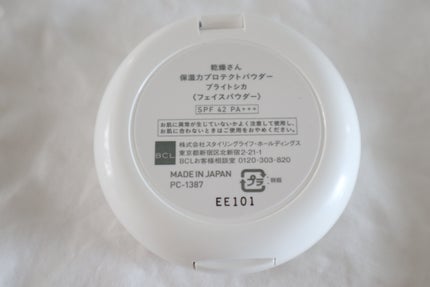 乾燥さん
保湿力プロテクトパウダー
ブライトシカ
〈フェイスパウダー〉
SPF 42 PA+++
お肌に異常が生じていないかよく注意して使用し、
お肌に合わないときはご使用をおやめください。
BCL
株式会社スタイリングライフ・ホールディングス
東京都新宿区北新宿2-21-1
BCLお客様相談室 0120-303-820
MADE IN JAPAN
PC-1387
プラ
EE101